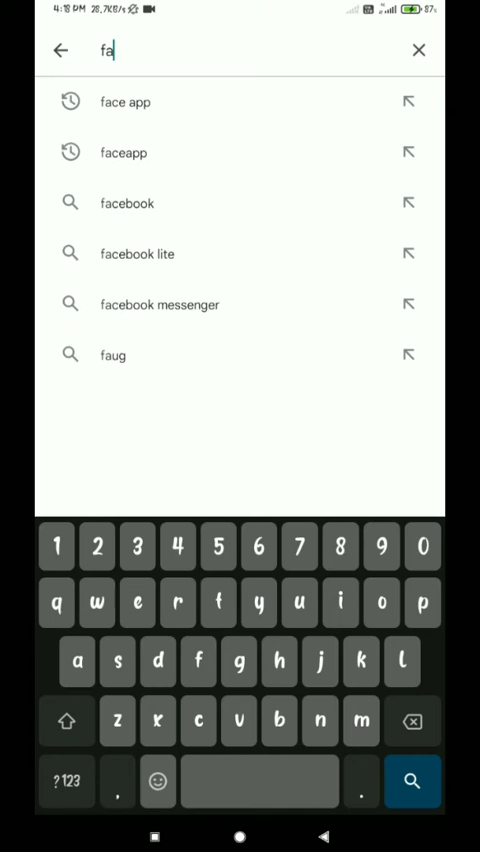 4:18 PM 28.7KB/s 87%
fa
face app
faceapp
facebook
facebook lite
facebook messenger
faug
1 2 3 4 5 6 7 8 9 0
q w e r t y u i o p
a s d f g h j k l
z x c v b n m
?123 , .